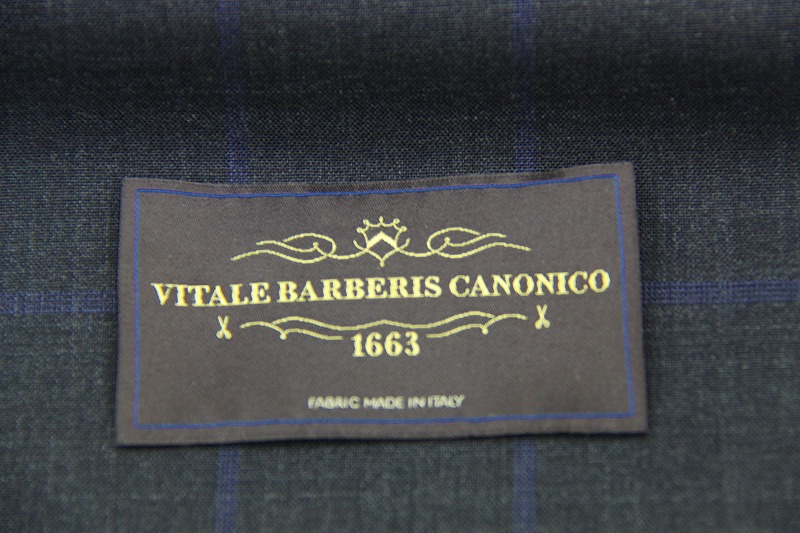 VITALE BARBERIS CANONICO
1663
FABRIC MADE IN ITALY